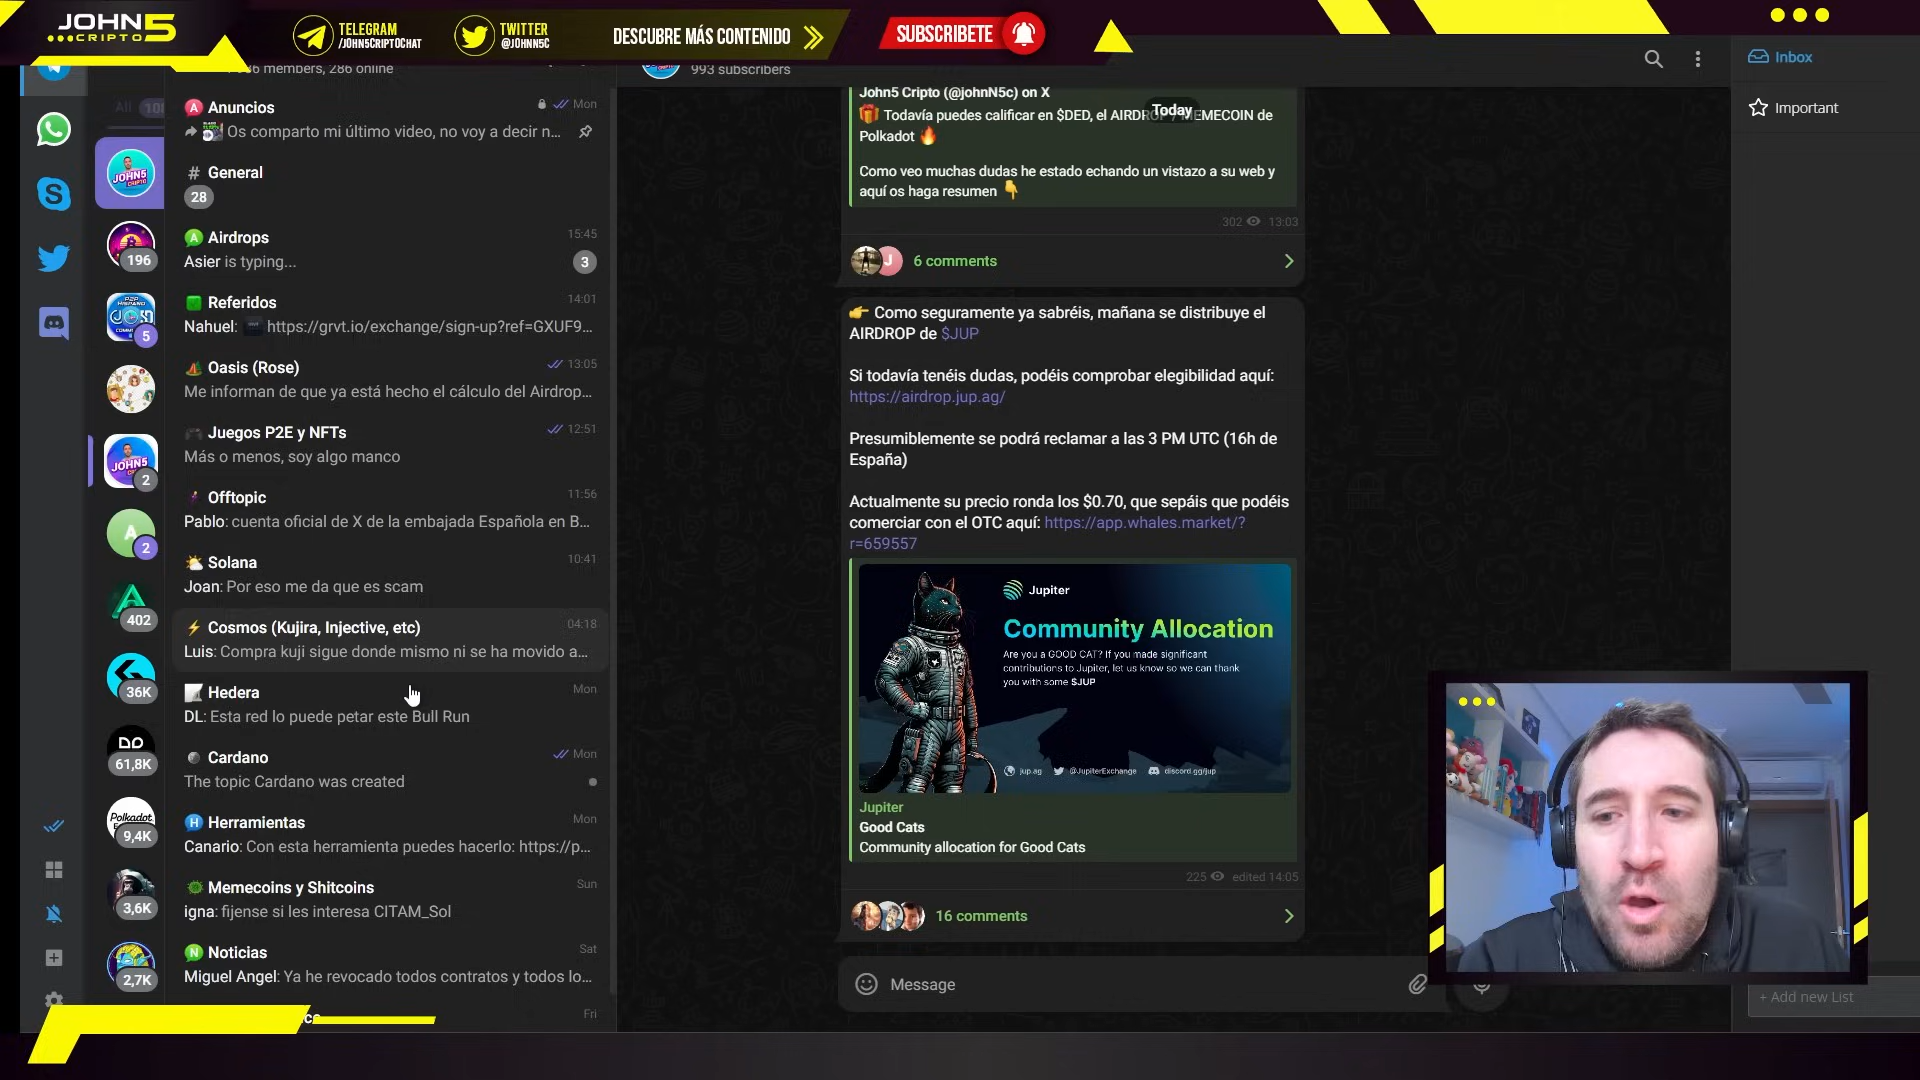 JOHN5
CRIPTO
TELEGRAM
/JOHN5CRIPTOCHAT
TWITTER
@JOHNN5C
DESCUBRE MÁS CONTENIDO
SUBSCRIBETE
members, 286 online
993 subscribers
Inbox
Important
All
Anuncios
Mon
Os comparto mi último video, no voy a decir n...
# General
28
Airdrops
15:45
Asier is typing...
3
Referidos
14:01
Nahuel: https://grvt.io/exchange/sign-up?ref=GXUF9...
Oasis (Rose)
13:05
Me informan de que ya está hecho el cálculo del Airdrop...
Juegos P2E y NFTs
12:51
Más o menos, soy algo manco
Offtopic
11:56
Pablo: cuenta oficial de X de la embajada Española en B...
Solana
10:41
Joan: Por eso me da que es scam
Cosmos (Kujira, Injective, etc)
04:18
Luis: Compra kuji sigue donde mismo ni se ha movido a...
Hedera
Mon
DL: Esta red lo puede petar este Bull Run
Cardano
Mon
The topic Cardano was created
Herramientas
Mon
Canario: Con esta herramienta puedes hacerlo: https://p...
Memecoins y Shitcoins
Sun
igna: fijense si les interesa CITAM_Sol
Noticias
Sat
Miguel Angel: Ya he revocado todos contratos y todos lo...
Fri
196
5
2
2
402
36K
61,8K
Polkadot
9,4K
3,6K
2,7K
John5 Cripto (@johnN5c) on X
Today
Todavía puedes calificar en $DED, el AIRDROP / MEMECOIN de
Polkadot
Como veo muchas dudas he estado echando un vistazo a su web y
aquí os haga resumen
302 13:03
6 comments
Como seguramente ya sabréis, mañana se distribuye el
AIRDROP de $JUP
Si todavía tenéis dudas, podéis comprobar elegibilidad aquí:
https://airdrop.jup.ag/
Presumiblemente se podrá reclamar a las 3 PM UTC (16h de
España)
Actualmente su precio ronda los $0.70, que sepáis que podéis
comerciar con el OTC aquí: https://app.whales.market/?
r=659557
Jupiter
Community Allocation
Are you a GOOD CAT? If you made significant
contributions to Jupiter, let us know so we can thank
you with some $JUP
jup.ag @JupiterExchange discord.gg/jup
Jupiter
Good Cats
Community allocation for Good Cats
225 edited 14:05
16 comments
Message
+ Add new List